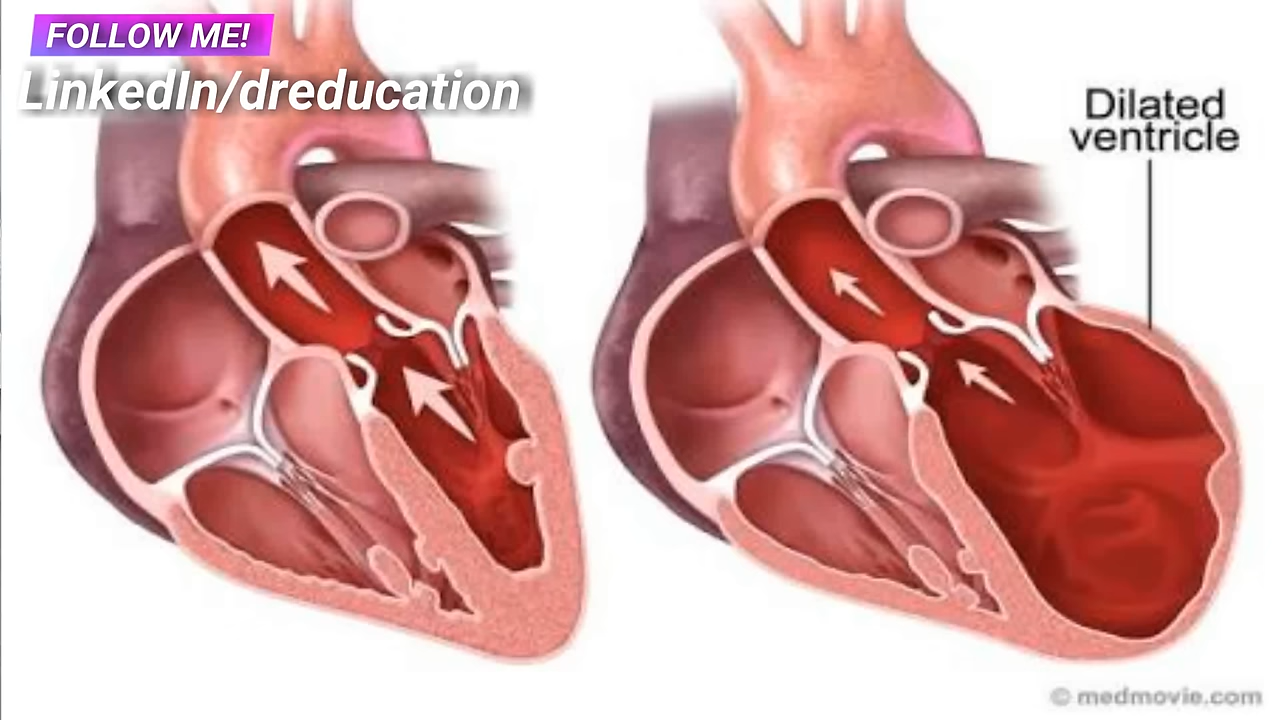 FOLLOW ME!
LinkedIn/dreducation
Dilated
ventricle
© medmovie.com